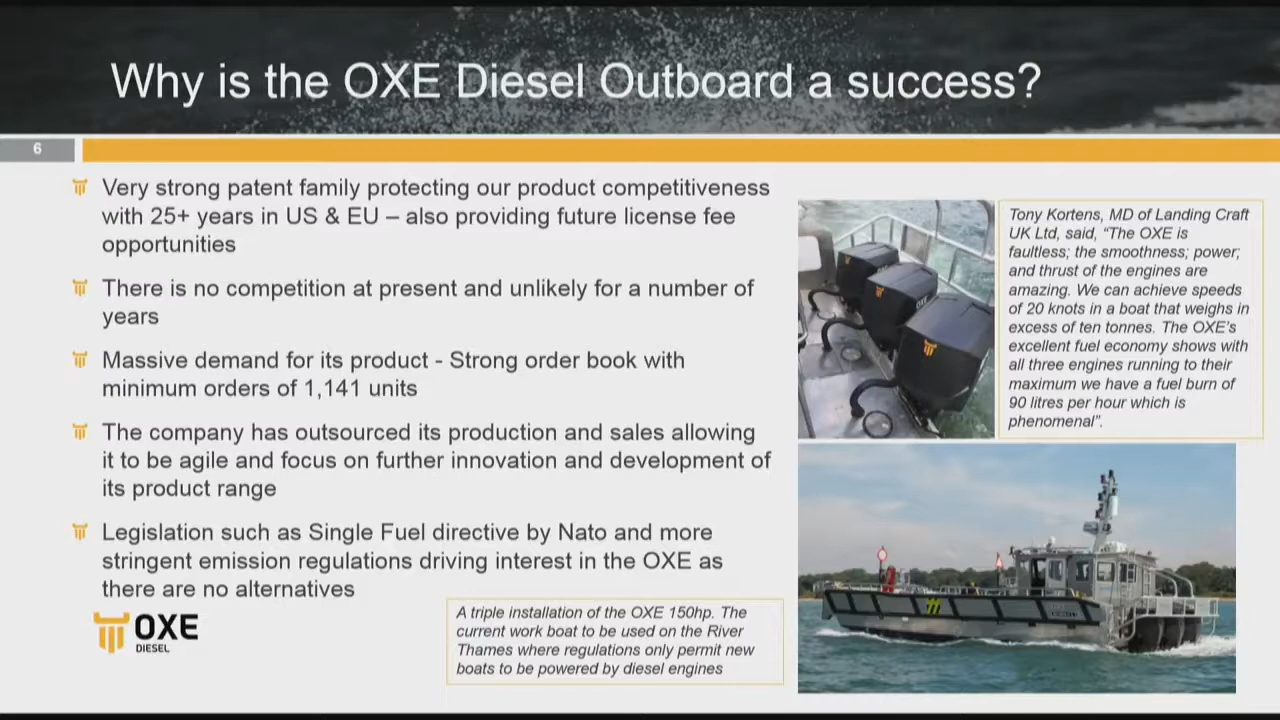 Why is the OXE Diesel Outboard a success?
6
Very strong patent family protecting our product competitiveness
with 25+ years in US & EU – also providing future license fee
opportunities
There is no competition at present and unlikely for a number of
years
Massive demand for its product - Strong order book with
minimum orders of 1,141 units
The company has outsourced its production and sales allowing
it to be agile and focus on further innovation and development of
its product range
Legislation such as Single Fuel directive by Nato and more
stringent emission regulations driving interest in the OXE as
there are no alternatives
Tony Kortens, MD of Landing Craft
UK Ltd, said, “The OXE is
faultless; the smoothness; power;
and thrust of the engines are
amazing. We can achieve speeds
of 20 knots in a boat that weighs in
excess of ten tonnes. The OXE’s
excellent fuel economy shows with
all three engines running to their
maximum we have a fuel burn of
90 litres per hour which is
phenomenal”.
OXE
A triple installation of the OXE 150hp. The
current work boat to be used on the River
Thames where regulations only permit new
boats to be powered by diesel engines
OXE
DIESEL